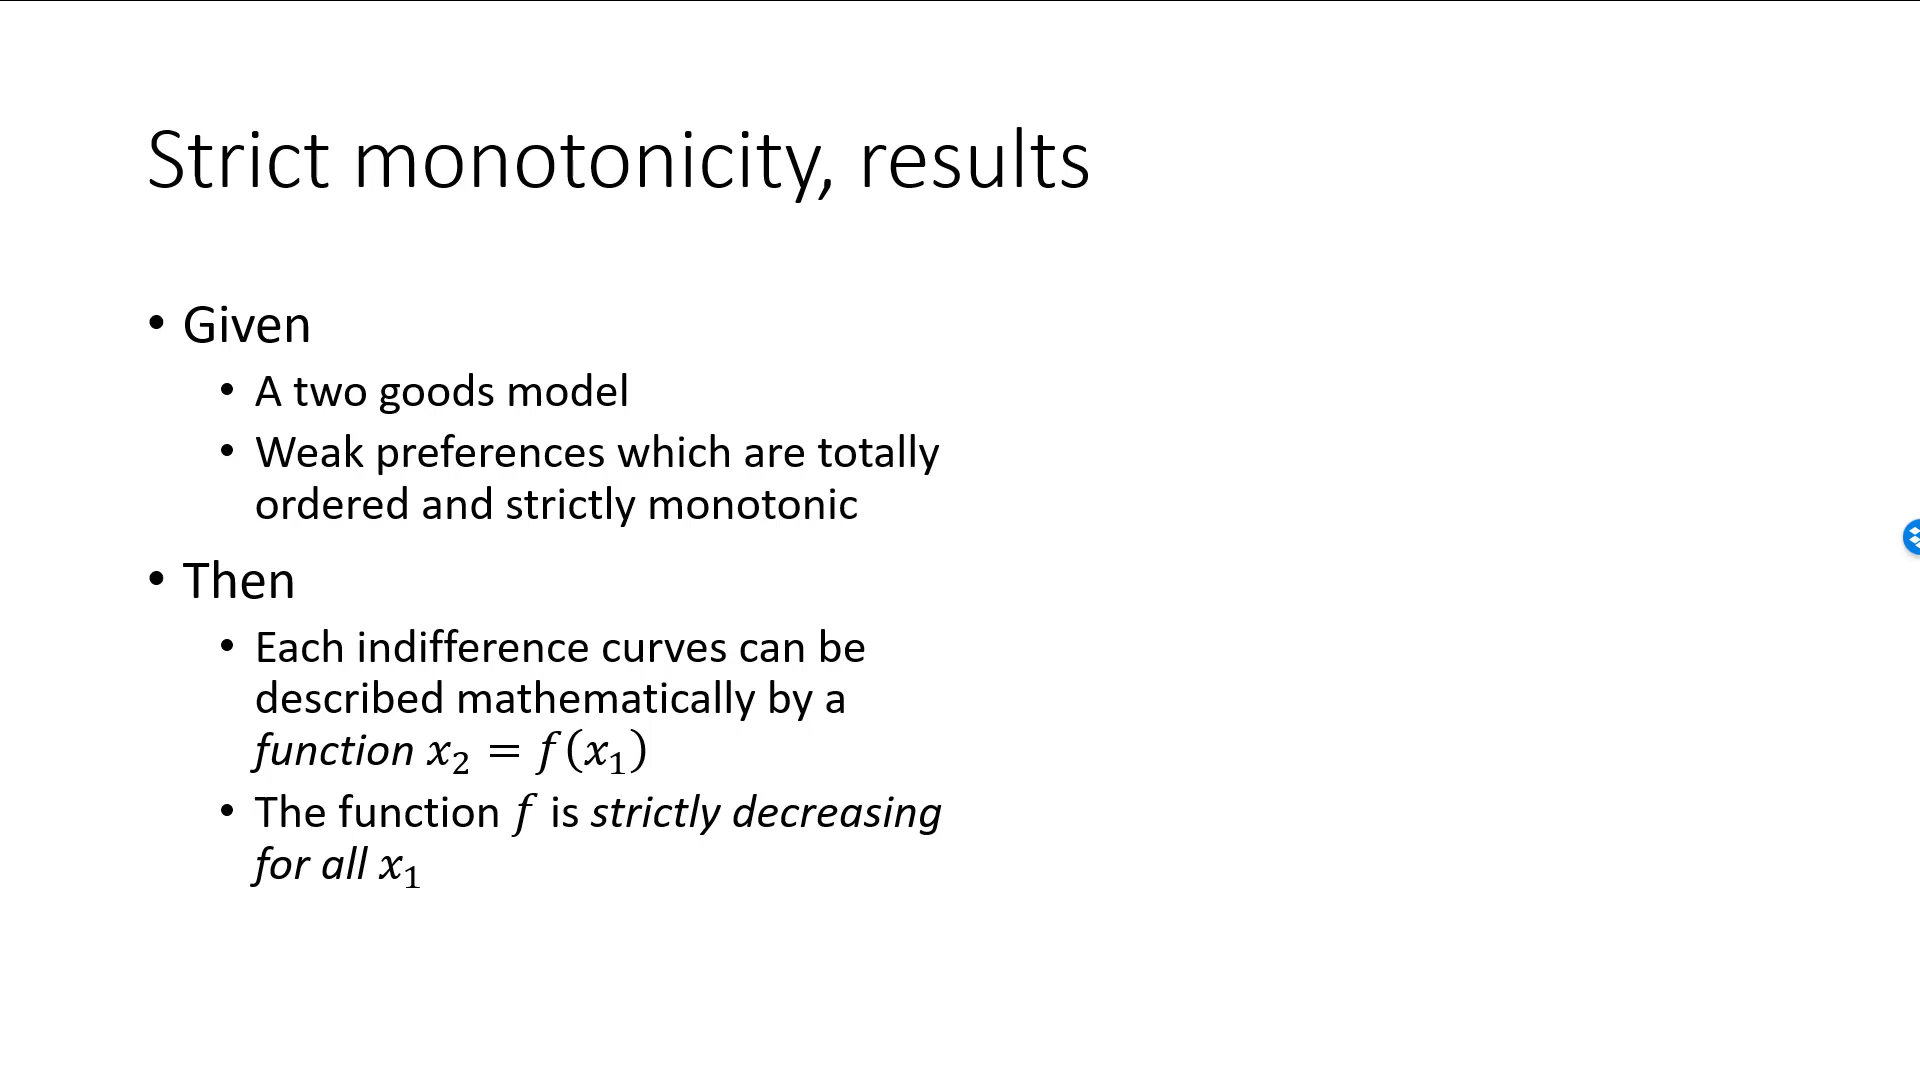 Strict monotonicity, results
• Given
• A two goods model
• Weak preferences which are totally
ordered and strictly monotonic
• Then
• Each indifference curves can be
described mathematically by a
function x₂ = f(x₁)
• The function f is strictly decreasing
for all x₁